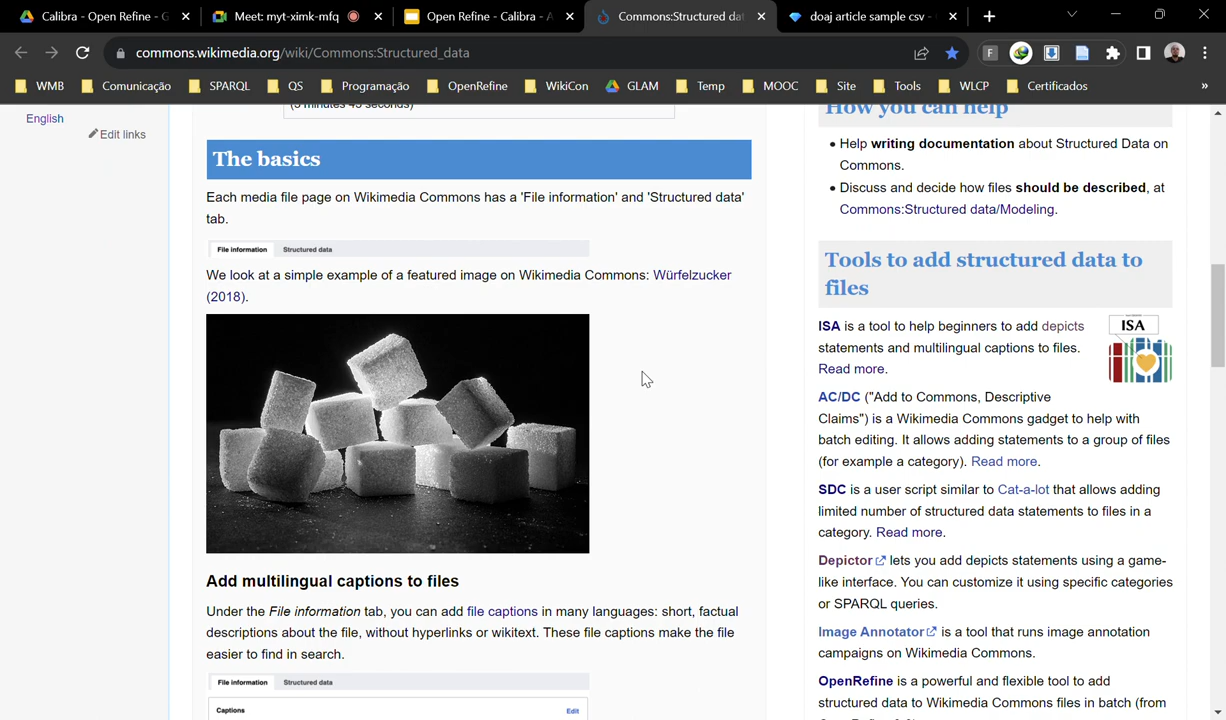 Calibra - Open Refine - G
Meet: myt-ximk-mfq
Open Refine - Calibra - A
Commons:Structured dat
doaj article sample csv -
commons.wikimedia.org/wiki/Commons:Structured_data
F
WMB
Comunicação
SPARQL
QS
Programação
OpenRefine
WikiCon
GLAM
Temp
MOOC
Site
Tools
WLCP
Certificados
»
English
Edit links
(5 minutes 45 seconds)
The basics
Each media file page on Wikimedia Commons has a 'File information' and 'Structured data'
tab.
File information
Structured data
We look at a simple example of a featured image on Wikimedia Commons: Würfelzucker
(2018).
Add multilingual captions to files
Under the File information tab, you can add file captions in many languages: short, factual
descriptions about the file, without hyperlinks or wikitext. These file captions make the file
easier to find in search.
File information
Structured data
Captions
Edit
How you can help
• Help writing documentation about Structured Data on
Commons.
• Discuss and decide how files should be described, at
Commons:Structured data/Modeling.
Tools to add structured data to
files
ISA
ISA is a tool to help beginners to add depicts
statements and multilingual captions to files.
Read more.
AC/DC ("Add to Commons, Descriptive
Claims") is a Wikimedia Commons gadget to help with
batch editing. It allows adding statements to a group of files
(for example a category). Read more.
SDC is a user script similar to Cat-a-lot that allows adding
limited number of structured data statements to files in a
category. Read more.
Depictor lets you add depicts statements using a game-
like interface. You can customize it using specific categories
or SPARQL queries.
Image Annotator is a tool that runs image annotation
campaigns on Wikimedia Commons.
OpenRefine is a powerful and flexible tool to add
structured data to Wikimedia Commons files in batch (from